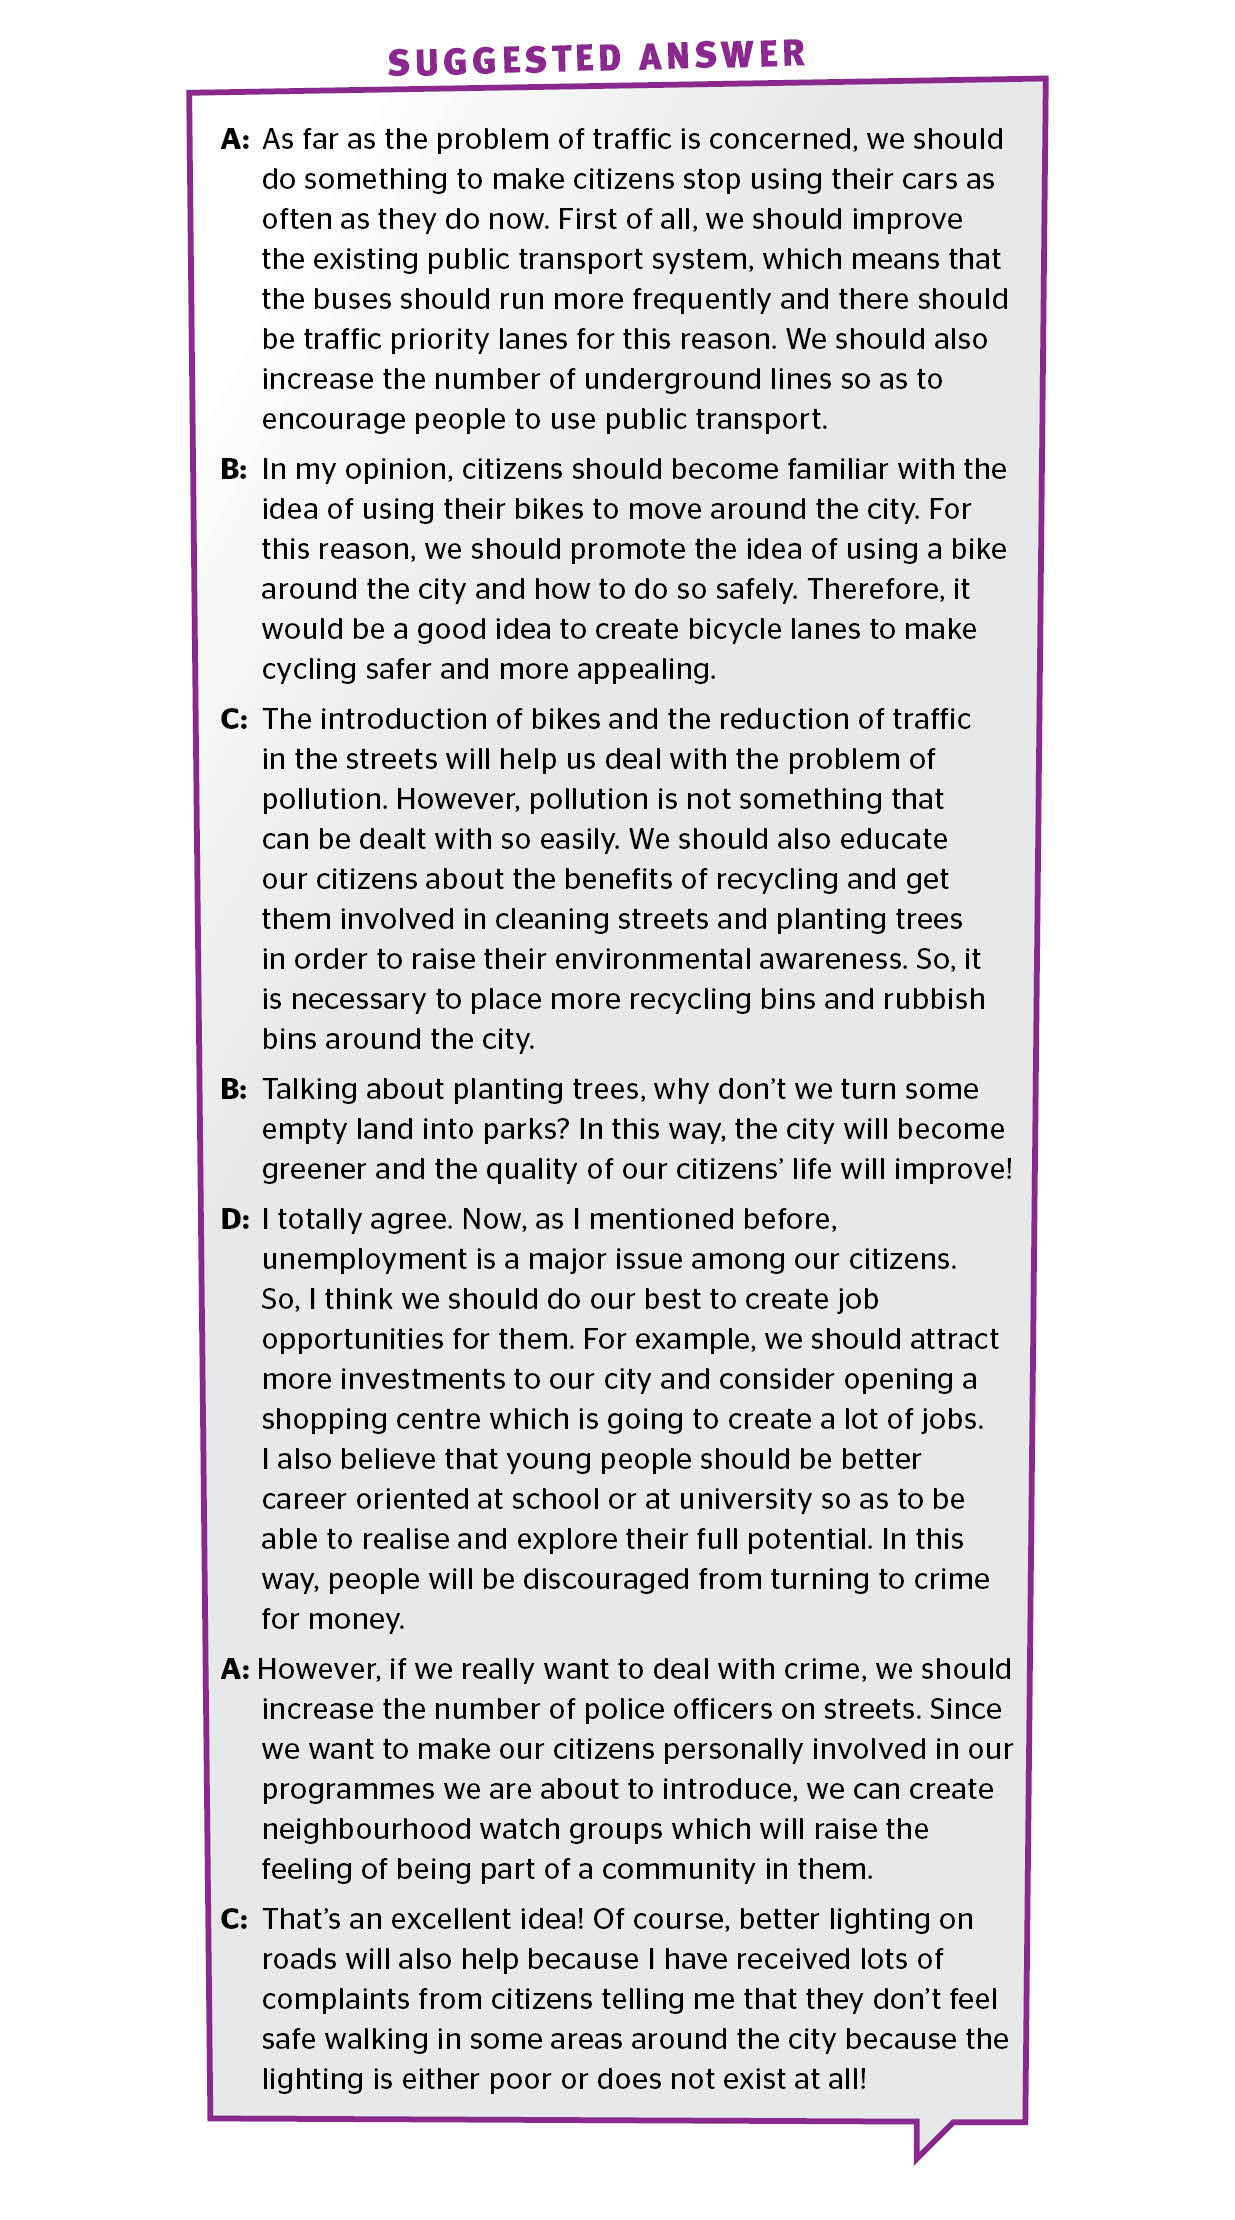 SUGGESTED ANSWER
A: As far as the problem of traffic is concerned, we should
do something to make citizens stop using their cars as
often as they do now. First of all, we should improve
the existing public transport system, which means that
the buses should run more frequently and there should
be traffic priority lanes for this reason. We should also
increase the number of underground lines so as to
encourage people to use public transport.
B: In my opinion, citizens should become familiar with the
idea of using their bikes to move around the city. For
this reason, we should promote the idea of using a bike
around the city and how to do so safely. Therefore, it
would be a good idea to create bicycle lanes to make
cycling safer and more appealing.
C: The introduction of bikes and the reduction of traffic
in the streets will help us deal with the problem of
pollution. However, pollution is not something that
can be dealt with so easily. We should also educate
our citizens about the benefits of recycling and get
them involved in cleaning streets and planting trees
in order to raise their environmental awareness. So, it
is necessary to place more recycling bins and rubbish
bins around the city.
B: Talking about planting trees, why don’t we turn some
empty land into parks? In this way, the city will become
greener and the quality of our citizens’ life will improve!
D: I totally agree. Now, as I mentioned before,
unemployment is a major issue among our citizens.
So, I think we should do our best to create job
opportunities for them. For example, we should attract
more investments to our city and consider opening a
shopping centre which is going to create a lot of jobs.
I also believe that young people should be better
career oriented at school or at university so as to be
able to realise and explore their full potential. In this
way, people will be discouraged from turning to crime
for money.
A: However, if we really want to deal with crime, we should
increase the number of police officers on streets. Since
we want to make our citizens personally involved in our
programmes we are about to introduce, we can create
neighbourhood watch groups which will raise the
feeling of being part of a community in them.
C: That’s an excellent idea! Of course, better lighting on
roads will also help because I have received lots of
complaints from citizens telling me that they don’t feel
safe walking in some areas around the city because the
lighting is either poor or does not exist at all!